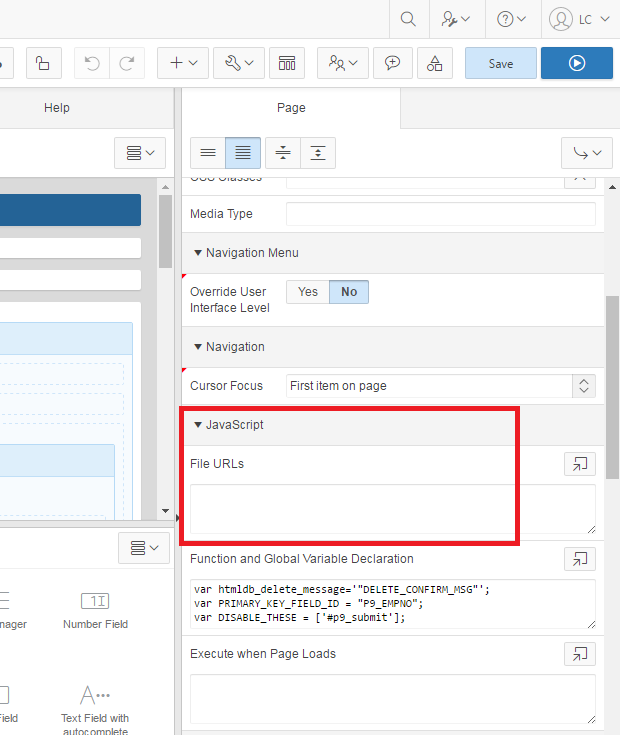 LC
Save
Help
Page
CSS Classes
Media Type
Navigation Menu
Override User
Interface Level
Yes
No
Navigation
Cursor Focus
First item on page
JavaScript
File URLs
Function and Global Variable Declaration
var htmldb_delete_message='"DELETE_CONFIRM_MSG"';
var PRIMARY_KEY_FIELD_ID = "P9_EMPNO";
var DISABLE_THESE = ['#p9_submit'];
Execute when Page Loads
nager
Number Field
Field
Text Field with
autocomplete